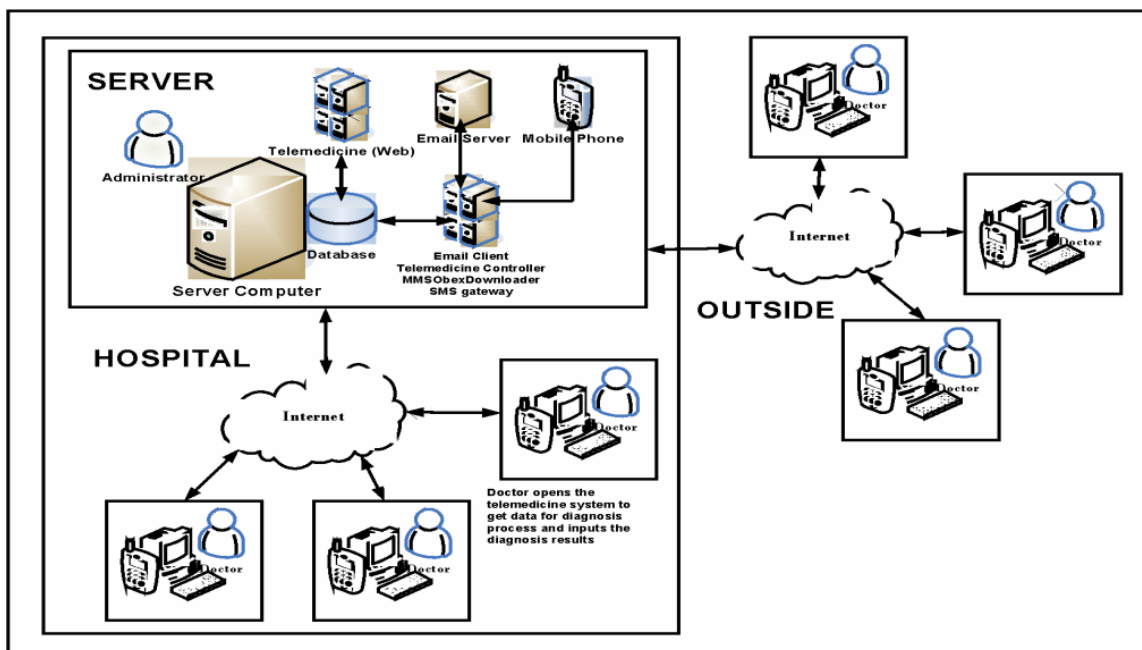 SERVER
Administrator
Telemedicine (Web)
Email Server
Mobile Phone
Server Computer
Database
Email Client
Telemedicine Controller
MMSObexDownloader
SMS gateway
HOSPITAL
Internet
Doctor
Doctor opens the
telemedicine system to
get data for diagnosis
process and inputs the
diagnosis results
Doctor
Doctor
OUTSIDE
Internet
Doctor
Doctor
Doctor